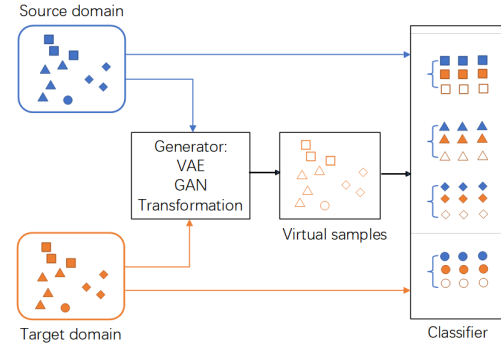 Source domain
Generator:
VAE
GAN
Transformation
Virtual samples
Target domain
Classifier